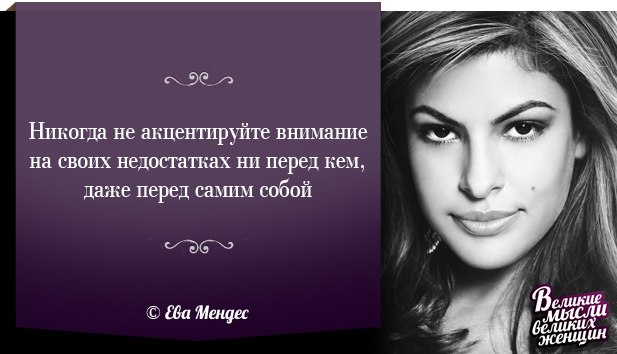 Никогда не акцентируйте внимание
на своих недостатках ни перед кем,
даже перед самим собой
© Ева Мендес
Великие
мысли
великих
женщин